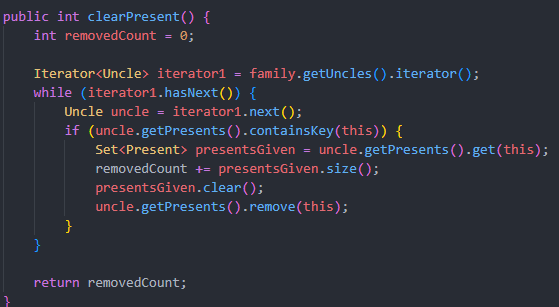 public int clearPresent() {
    int removedCount = 0;

    Iterator<Uncle> iterator1 = family.getUncles().iterator();
    while (iterator1.hasNext()) {
        Uncle uncle = iterator1.next();
        if (uncle.getPresents().containsKey(this)) {
            Set<Present> presentsGiven = uncle.getPresents().get(this);
            removedCount += presentsGiven.size();
            presentsGiven.clear();
            uncle.getPresents().remove(this);
        }
    }

    return removedCount;
}